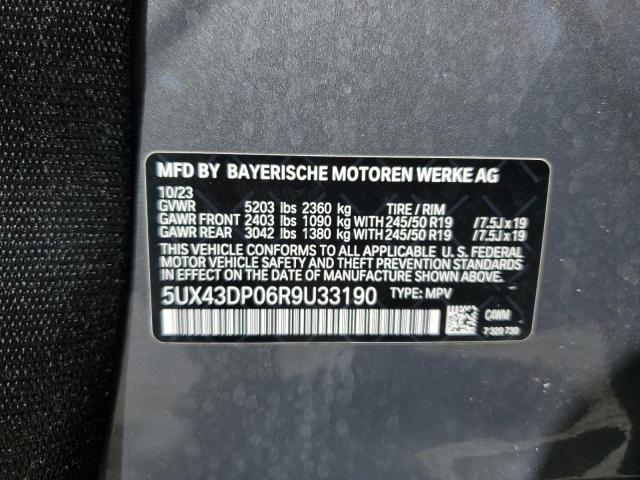 MFD BY BAYERISCHE MOTOREN WERKE AG
10/23
GVWR 5203 lbs 2360 kg TIRE / RIM
GAWR FRONT 2403 lbs 1090 kg WITH 245/50 R19 / 7.5J x 19
GAWR REAR 3042 lbs 1380 kg WITH 245/50 R19 / 7.5J x 19
THIS VEHICLE CONFORMS TO ALL APPLICABLE U. S. FEDERAL
MOTOR VEHICLE SAFETY AND THEFT PREVENTION STANDARDS
IN EFFECT ON THE DATE OF MANUFACTURE SHOWN ABOVE.
5UX43DP06R9U33190 TYPE: MPV
C4WM
7 320 730